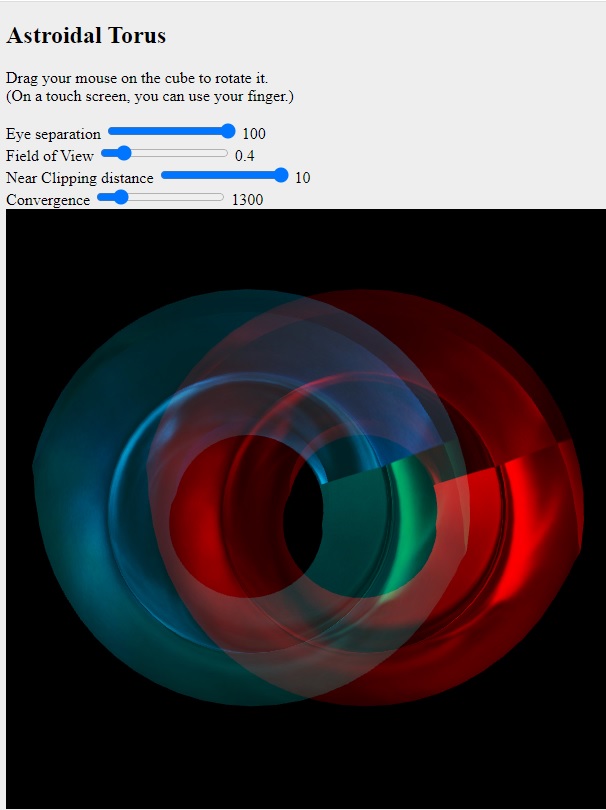 Astroidal Torus
Drag your mouse on the cube to rotate it.
(On a touch screen, you can use your finger.)
Eye separation 100
Field of View 0.4
Near Clipping distance 10
Convergence 1300